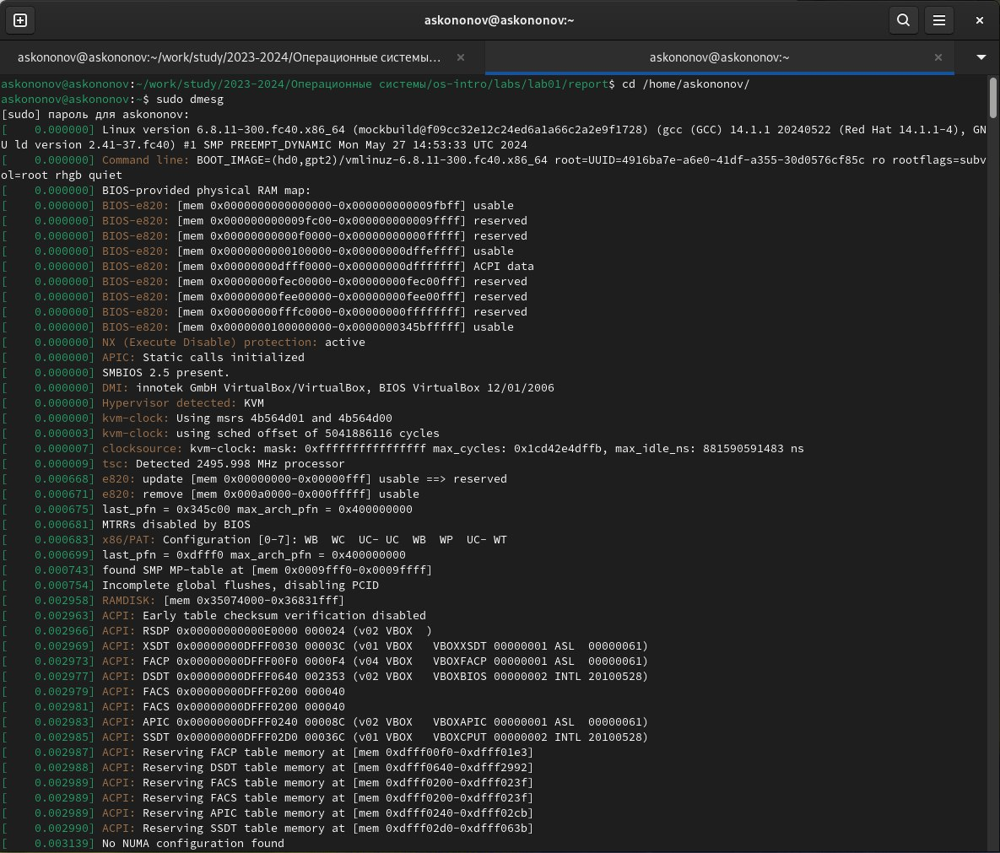 askononov@askononov:~
askononov@askononov:~/work/study/2023-2024/Операционные системы…
askononov@askononov:~
askononov@askononov:~/work/study/2023-2024/Операционные системы/os-intro/labs/lab01/report$ cd /home/askononov/
askononov@askononov:~$ sudo dmesg
[sudo] пароль для askononov:
[    0.000000] Linux version 6.8.11-300.fc40.x86_64 (mockbuild@f09cc32e12c24ed6a1a66c2a2e9f1728) (gcc (GCC) 14.1.1 20240522 (Red Hat 14.1.1-4), GN
U ld version 2.41-37.fc40) #1 SMP PREEMPT_DYNAMIC Mon May 27 14:53:33 UTC 2024
[    0.000000] Command line: BOOT_IMAGE=(hd0,gpt2)/vmlinuz-6.8.11-300.fc40.x86_64 root=UUID=4916ba7e-a6e0-41df-a355-30d0576cf85c ro rootflags=subv
ol=root rhgb quiet
[    0.000000] BIOS-provided physical RAM map:
[    0.000000] BIOS-e820: [mem 0x0000000000000000-0x000000000009fbff] usable
[    0.000000] BIOS-e820: [mem 0x000000000009fc00-0x000000000009ffff] reserved
[    0.000000] BIOS-e820: [mem 0x00000000000f0000-0x00000000000fffff] reserved
[    0.000000] BIOS-e820: [mem 0x0000000000100000-0x00000000dffeffff] usable
[    0.000000] BIOS-e820: [mem 0x00000000dfff0000-0x00000000dfffffff] ACPI data
[    0.000000] BIOS-e820: [mem 0x00000000fec00000-0x00000000fec00fff] reserved
[    0.000000] BIOS-e820: [mem 0x00000000fee00000-0x00000000fee00fff] reserved
[    0.000000] BIOS-e820: [mem 0x00000000fffc0000-0x00000000ffffffff] reserved
[    0.000000] BIOS-e820: [mem 0x0000000100000000-0x0000000345bfffff] usable
[    0.000000] NX (Execute Disable) protection: active
[    0.000000] APIC: Static calls initialized
[    0.000000] SMBIOS 2.5 present.
[    0.000000] DMI: innotek GmbH VirtualBox/VirtualBox, BIOS VirtualBox 12/01/2006
[    0.000000] Hypervisor detected: KVM
[    0.000000] kvm-clock: Using msrs 4b564d01 and 4b564d00
[    0.000003] kvm-clock: using sched offset of 5041886116 cycles
[    0.000007] clocksource: kvm-clock: mask: 0xffffffffffffffff max_cycles: 0x1cd42e4dffb, max_idle_ns: 881590591483 ns
[    0.000009] tsc: Detected 2495.998 MHz processor
[    0.000668] e820: update [mem 0x00000000-0x00000fff] usable ==> reserved
[    0.000671] e820: remove [mem 0x000a0000-0x000fffff] usable
[    0.000675] last_pfn = 0x345c00 max_arch_pfn = 0x400000000
[    0.000681] MTRRs disabled by BIOS
[    0.000683] x86/PAT: Configuration [0-7]: WB  WC  UC- UC  WB  WP  UC- WT
[    0.000699] last_pfn = 0xdfff0 max_arch_pfn = 0x400000000
[    0.000743] found SMP MP-table at [mem 0x0009fff0-0x0009ffff]
[    0.000754] Incomplete global flushes, disabling PCID
[    0.002958] RAMDISK: [mem 0x35074000-0x36831fff]
[    0.002963] ACPI: Early table checksum verification disabled
[    0.002966] ACPI: RSDP 0x00000000000E0000 000024 (v02 VBOX  )
[    0.002969] ACPI: XSDT 0x00000000DFFF0030 00003C (v01 VBOX   VBOXXSDT 00000001 ASL  00000061)
[    0.002973] ACPI: FACP 0x00000000DFFF00F0 0000F4 (v04 VBOX   VBOXFACP 00000001 ASL  00000061)
[    0.002977] ACPI: DSDT 0x00000000DFFF0640 002353 (v02 VBOX   VBOXBIOS 00000002 INTL 20100528)
[    0.002979] ACPI: FACS 0x00000000DFFF0200 000040
[    0.002981] ACPI: FACS 0x00000000DFFF0200 000040
[    0.002983] ACPI: APIC 0x00000000DFFF0240 00008C (v02 VBOX   VBOXAPIC 00000001 ASL  00000061)
[    0.002985] ACPI: SSDT 0x00000000DFFF02D0 00036C (v01 VBOX   VBOXCPUT 00000002 INTL 20100528)
[    0.002987] ACPI: Reserving FACP table memory at [mem 0xdfff00f0-0xdfff01e3]
[    0.002988] ACPI: Reserving DSDT table memory at [mem 0xdfff0640-0xdfff2992]
[    0.002989] ACPI: Reserving FACS table memory at [mem 0xdfff0200-0xdfff023f]
[    0.002989] ACPI: Reserving FACS table memory at [mem 0xdfff0200-0xdfff023f]
[    0.002989] ACPI: Reserving APIC table memory at [mem 0xdfff0240-0xdfff02cb]
[    0.002990] ACPI: Reserving SSDT table memory at [mem 0xdfff02d0-0xdfff063b]
[    0.003139] No NUMA configuration found